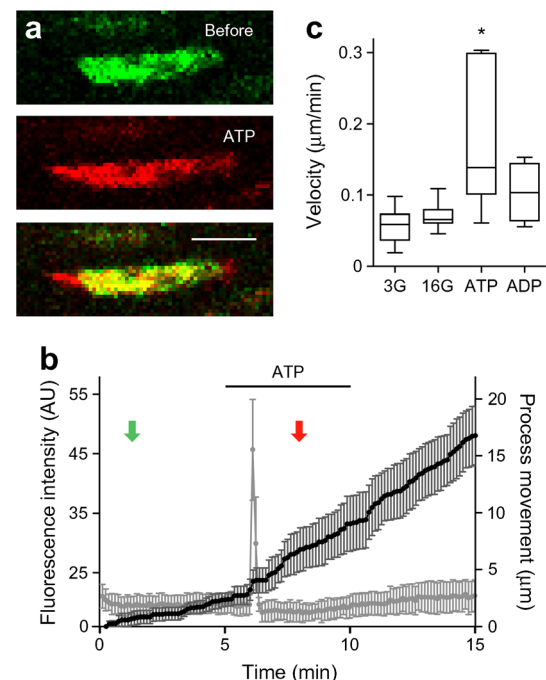 a
Before
ATP
c
Velocity (µm/min)
0.3
0.2
0.1
0
*
3G 16G ATP ADP
b
ATP
Fluorescence intensity (AU)
55
45
35
25
0
Process movement (µm)
20
15
10
5
0
0 5 10 15
Time (min)